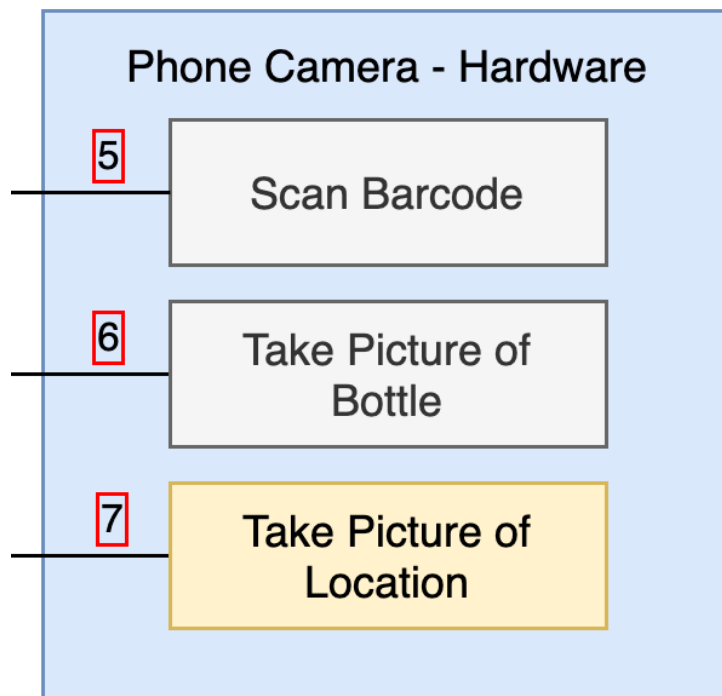 Phone Camera - Hardware
5
Scan Barcode
6
Take Picture of
Bottle
7
Take Picture of
Location